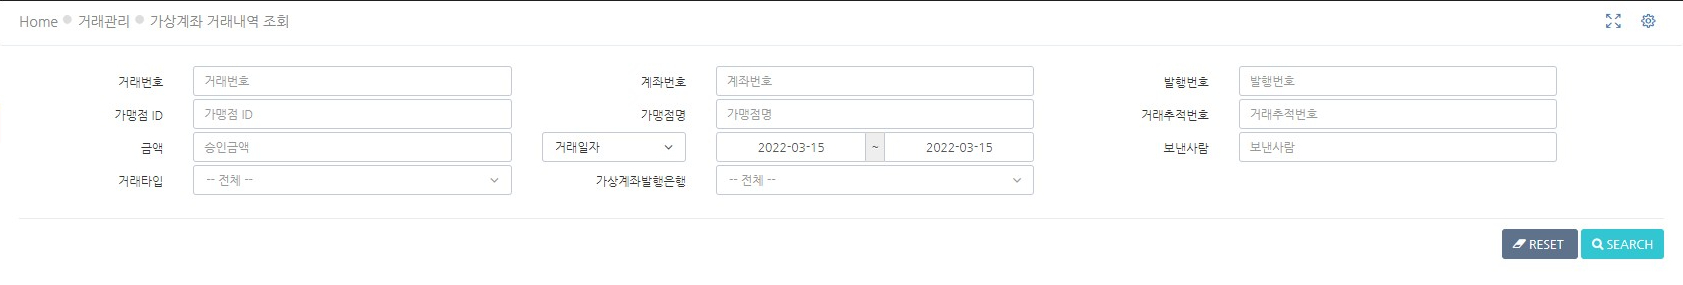 Home 거래관리 가상계좌 거래내역 조회
거래번호 거래번호 계좌번호 계좌번호 발행번호 발행번호
가맹점 ID 가맹점 ID 가맹점명 가맹점명 거래추적번호 거래추적번호
금액 승인금액 거래일자 2022-03-15 ~ 2022-03-15 보낸사람 보낸사람
거래타입 -- 전체 -- 가상계좌발행은행 -- 전체 --
RESET SEARCH